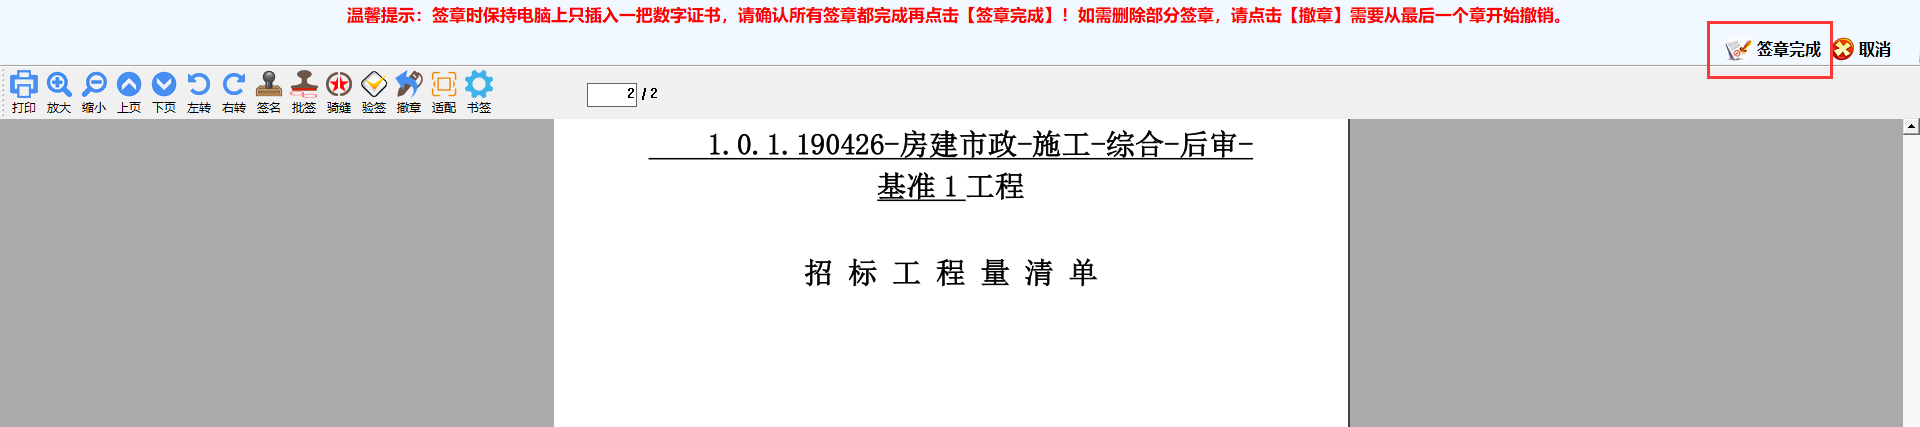 温馨提示：签章时保持电脑上只插入一把数字证书，请确认所有签章都完成再点击【签章完成】！如需删除部分签章，请点击【撤章】需要从最后一个章开始撤销。
签章完成 取消
打印 放大 缩小 上页 下页 左转 右转 签名 批签 骑缝 验签 撤章 适配 书签
2 / 2
1.0.1.190426-房建市政-施工-综合-后审-
基准1工程
招标工程量清单